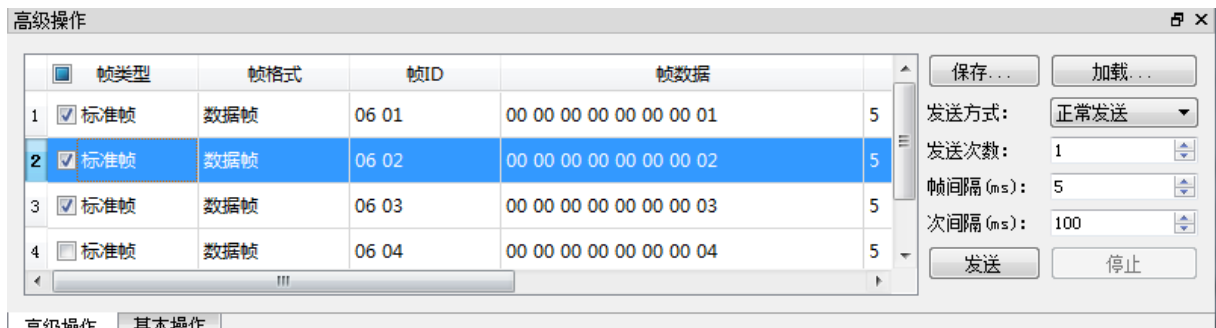 高级操作
帧类型 帧格式 帧ID 帧数据
1 标准帧 数据帧 06 01 00 00 00 00 00 00 00 01 5
2 标准帧 数据帧 06 02 00 00 00 00 00 00 00 02 5
3 标准帧 数据帧 06 03 00 00 00 00 00 00 00 03 5
4 标准帧 数据帧 06 04 00 00 00 00 00 00 00 04 5
保存... 加载...
发送方式: 正常发送
发送次数: 1
帧间隔(ms): 5
次间隔(ms): 100
发送 停止
高级操作 基本操作